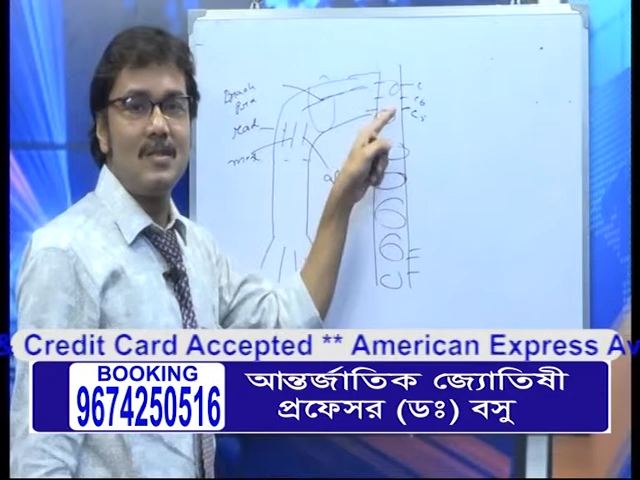 & Credit Card Accepted ** American Express Av
BOOKING
9674250516
আন্তর্জাতিক জ্যোতিষী
প্রফেসর (ডঃ) বসু